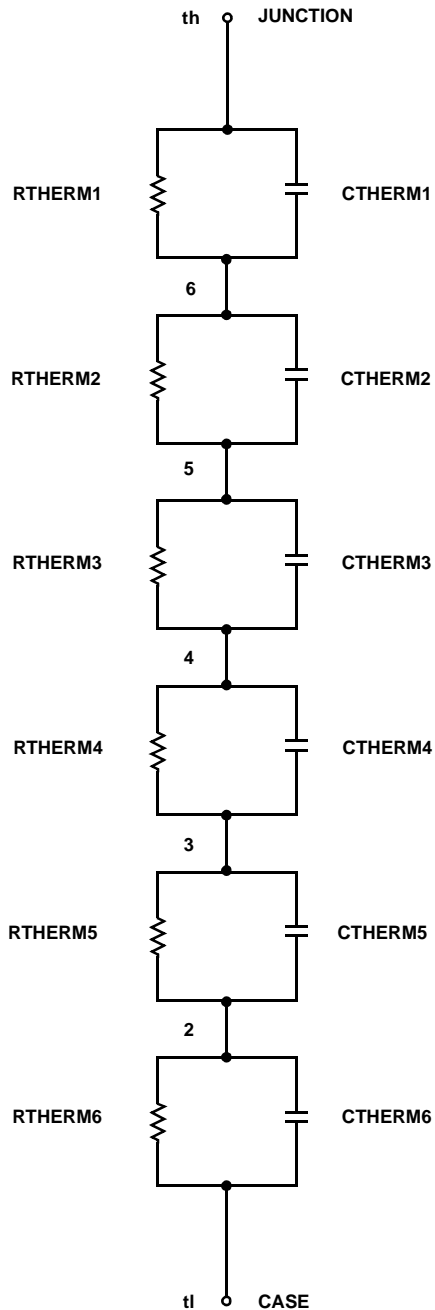 th JUNCTION
RTHERM1 CTHERM1
6
RTHERM2 CTHERM2
5
RTHERM3 CTHERM3
4
RTHERM4 CTHERM4
3
RTHERM5 CTHERM5
2
RTHERM6 CTHERM6
tl CASE